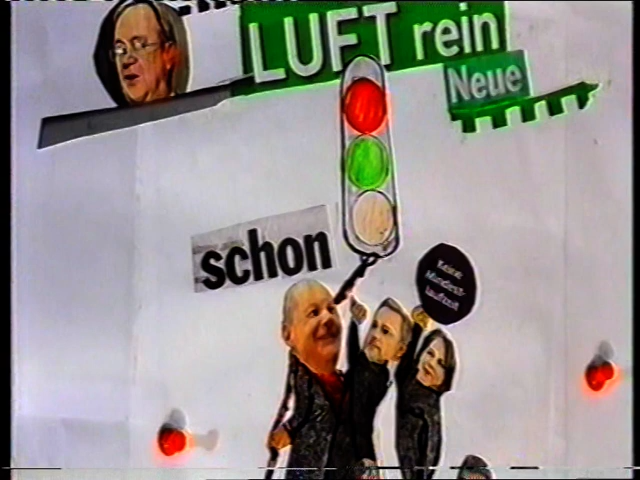 LUFT rein
Neue
schon
Keine
Mindest-
laufzeit